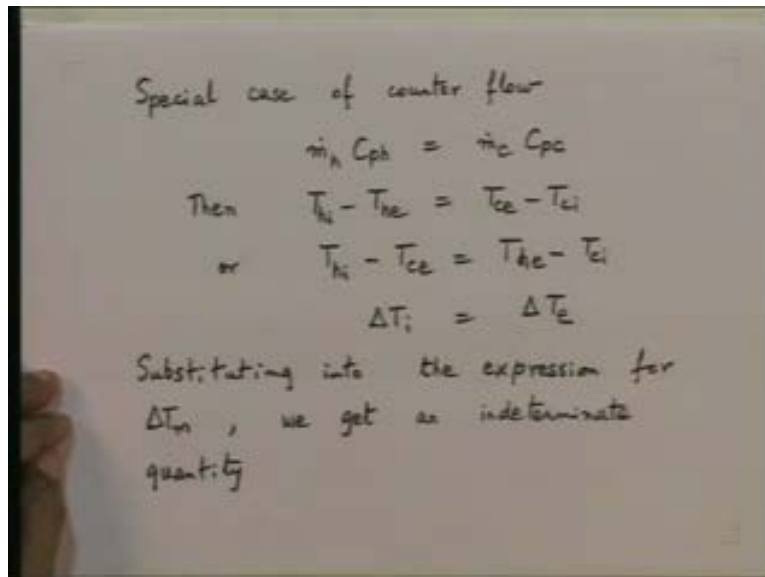 Special case of counter flow
ṁh Cph = ṁc Cpc
Then Thi - The = Tce - Tci
or Thi - Tce = The - Tci
ΔTi = ΔTe
Substituting into the expression for
ΔTm, we get an indeterminate
quantity